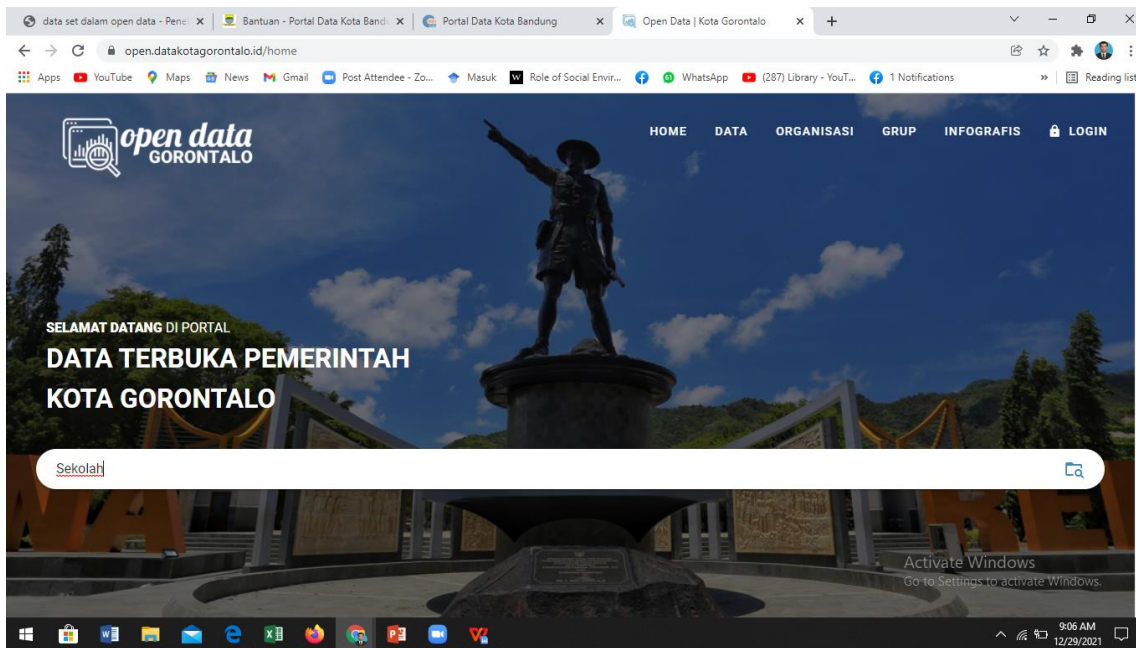 data set dalam open data - Pene
Bantuan - Portal Data Kota Bandu
Portal Data Kota Bandung
Open Data | Kota Gorontalo
open.datakotagorontalo.id/home
Apps YouTube Maps News Gmail Post Attendee - Zo... Masuk Role of Social Envir... WhatsApp (287) Library - YouT... 1 Notifications » Reading list
open data
GORONTALO
HOME DATA ORGANISASI GRUP INFOGRAFIS LOGIN
SELAMAT DATANG DI PORTAL
DATA TERBUKA PEMERINTAH
KOTA GORONTALO
Sekolah
Activate Windows
Go to Settings to activate Windows.
9:06 AM
12/29/2021